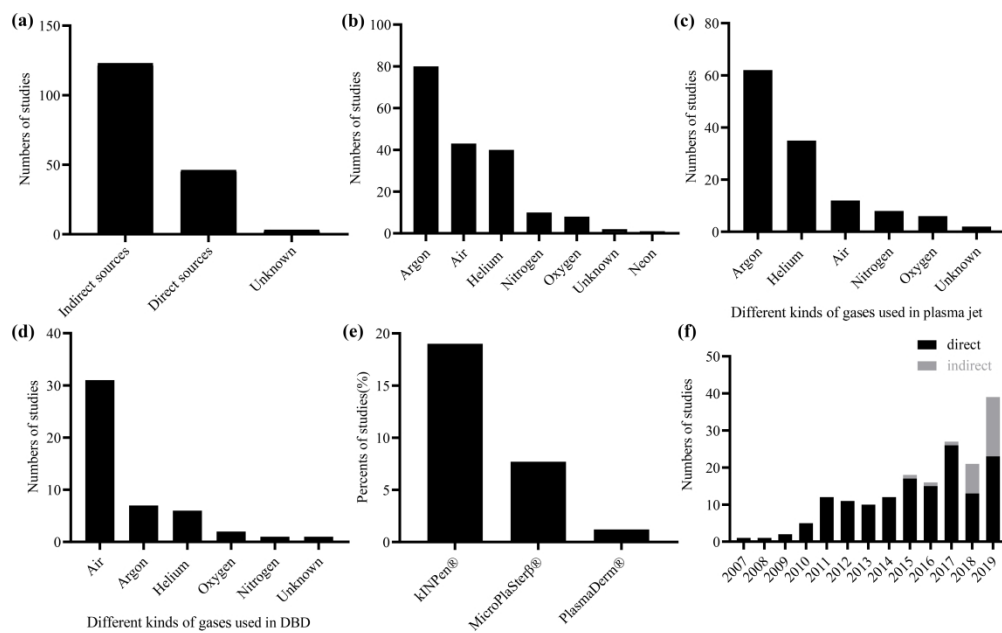 (a)
Numbers of studies
150
100
50
0
Indirect sources
Direct sources
Unknown
(b)
Numbers of studies
100
80
60
40
20
0
Argon
Air
Helium
Nitrogen
Oxygen
Unknown
Neon
(c)
Numbers of studies
80
60
40
20
0
Argon
Helium
Air
Nitrogen
Oxygen
Unknown
Different kinds of gases used in plasma jet
(d)
Numbers of studies
40
30
20
10
0
Air
Argon
Helium
Oxygen
Nitrogen
Unknown
Different kinds of gases used in DBD
(e)
Percents of studies(%)
20
15
10
5
0
kINPen®
MicroPlaSterβ®
PlasmaDerm®
(f)
direct
indirect
Numbers of studies
50
40
30
20
10
0
2007
2008
2009
2010
2011
2012
2013
2014
2015
2016
2017
2018
2019